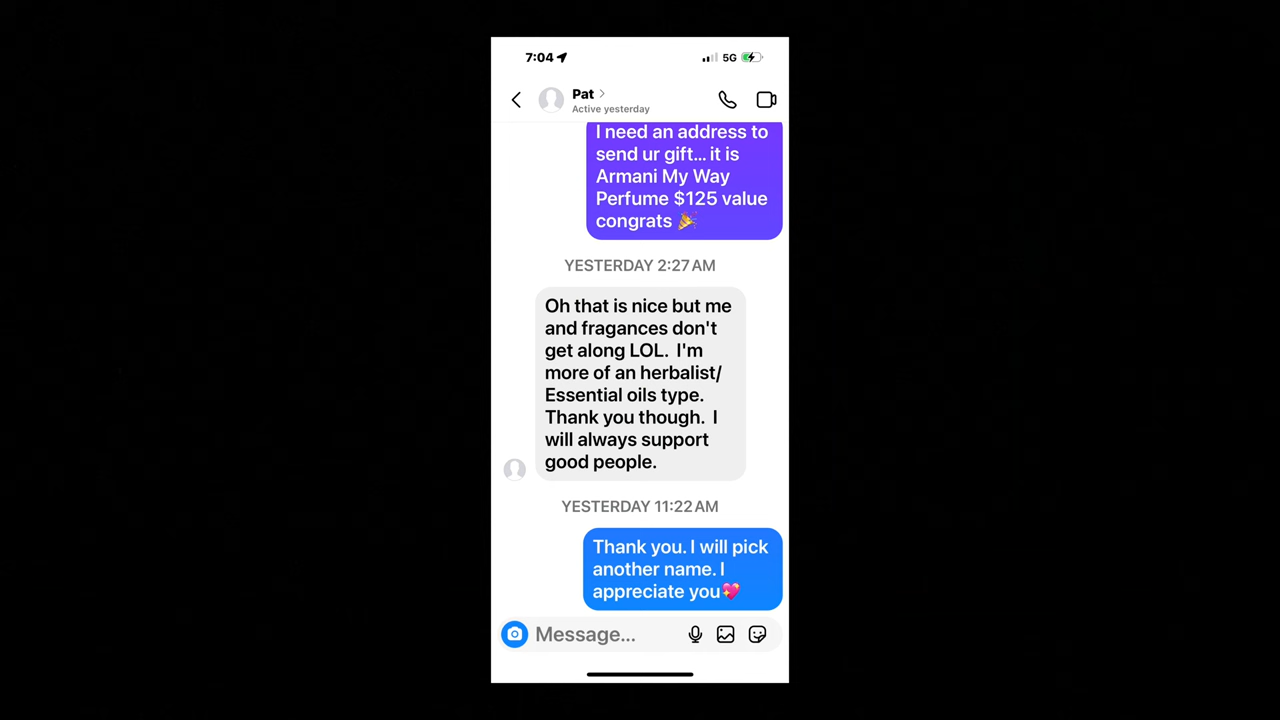 7:04
5G
Pat
Active yesterday
I need an address to
send ur gift... it is
Armani My Way
Perfume $125 value
congrats 🎉
YESTERDAY 2:27 AM
Oh that is nice but me
and fragances don't
get along LOL.  I'm
more of an herbalist/
Essential oils type.
Thank you though.  I
will always support
good people.
YESTERDAY 11:22 AM
Thank you. I will pick
another name. I
appreciate you💖
Message...